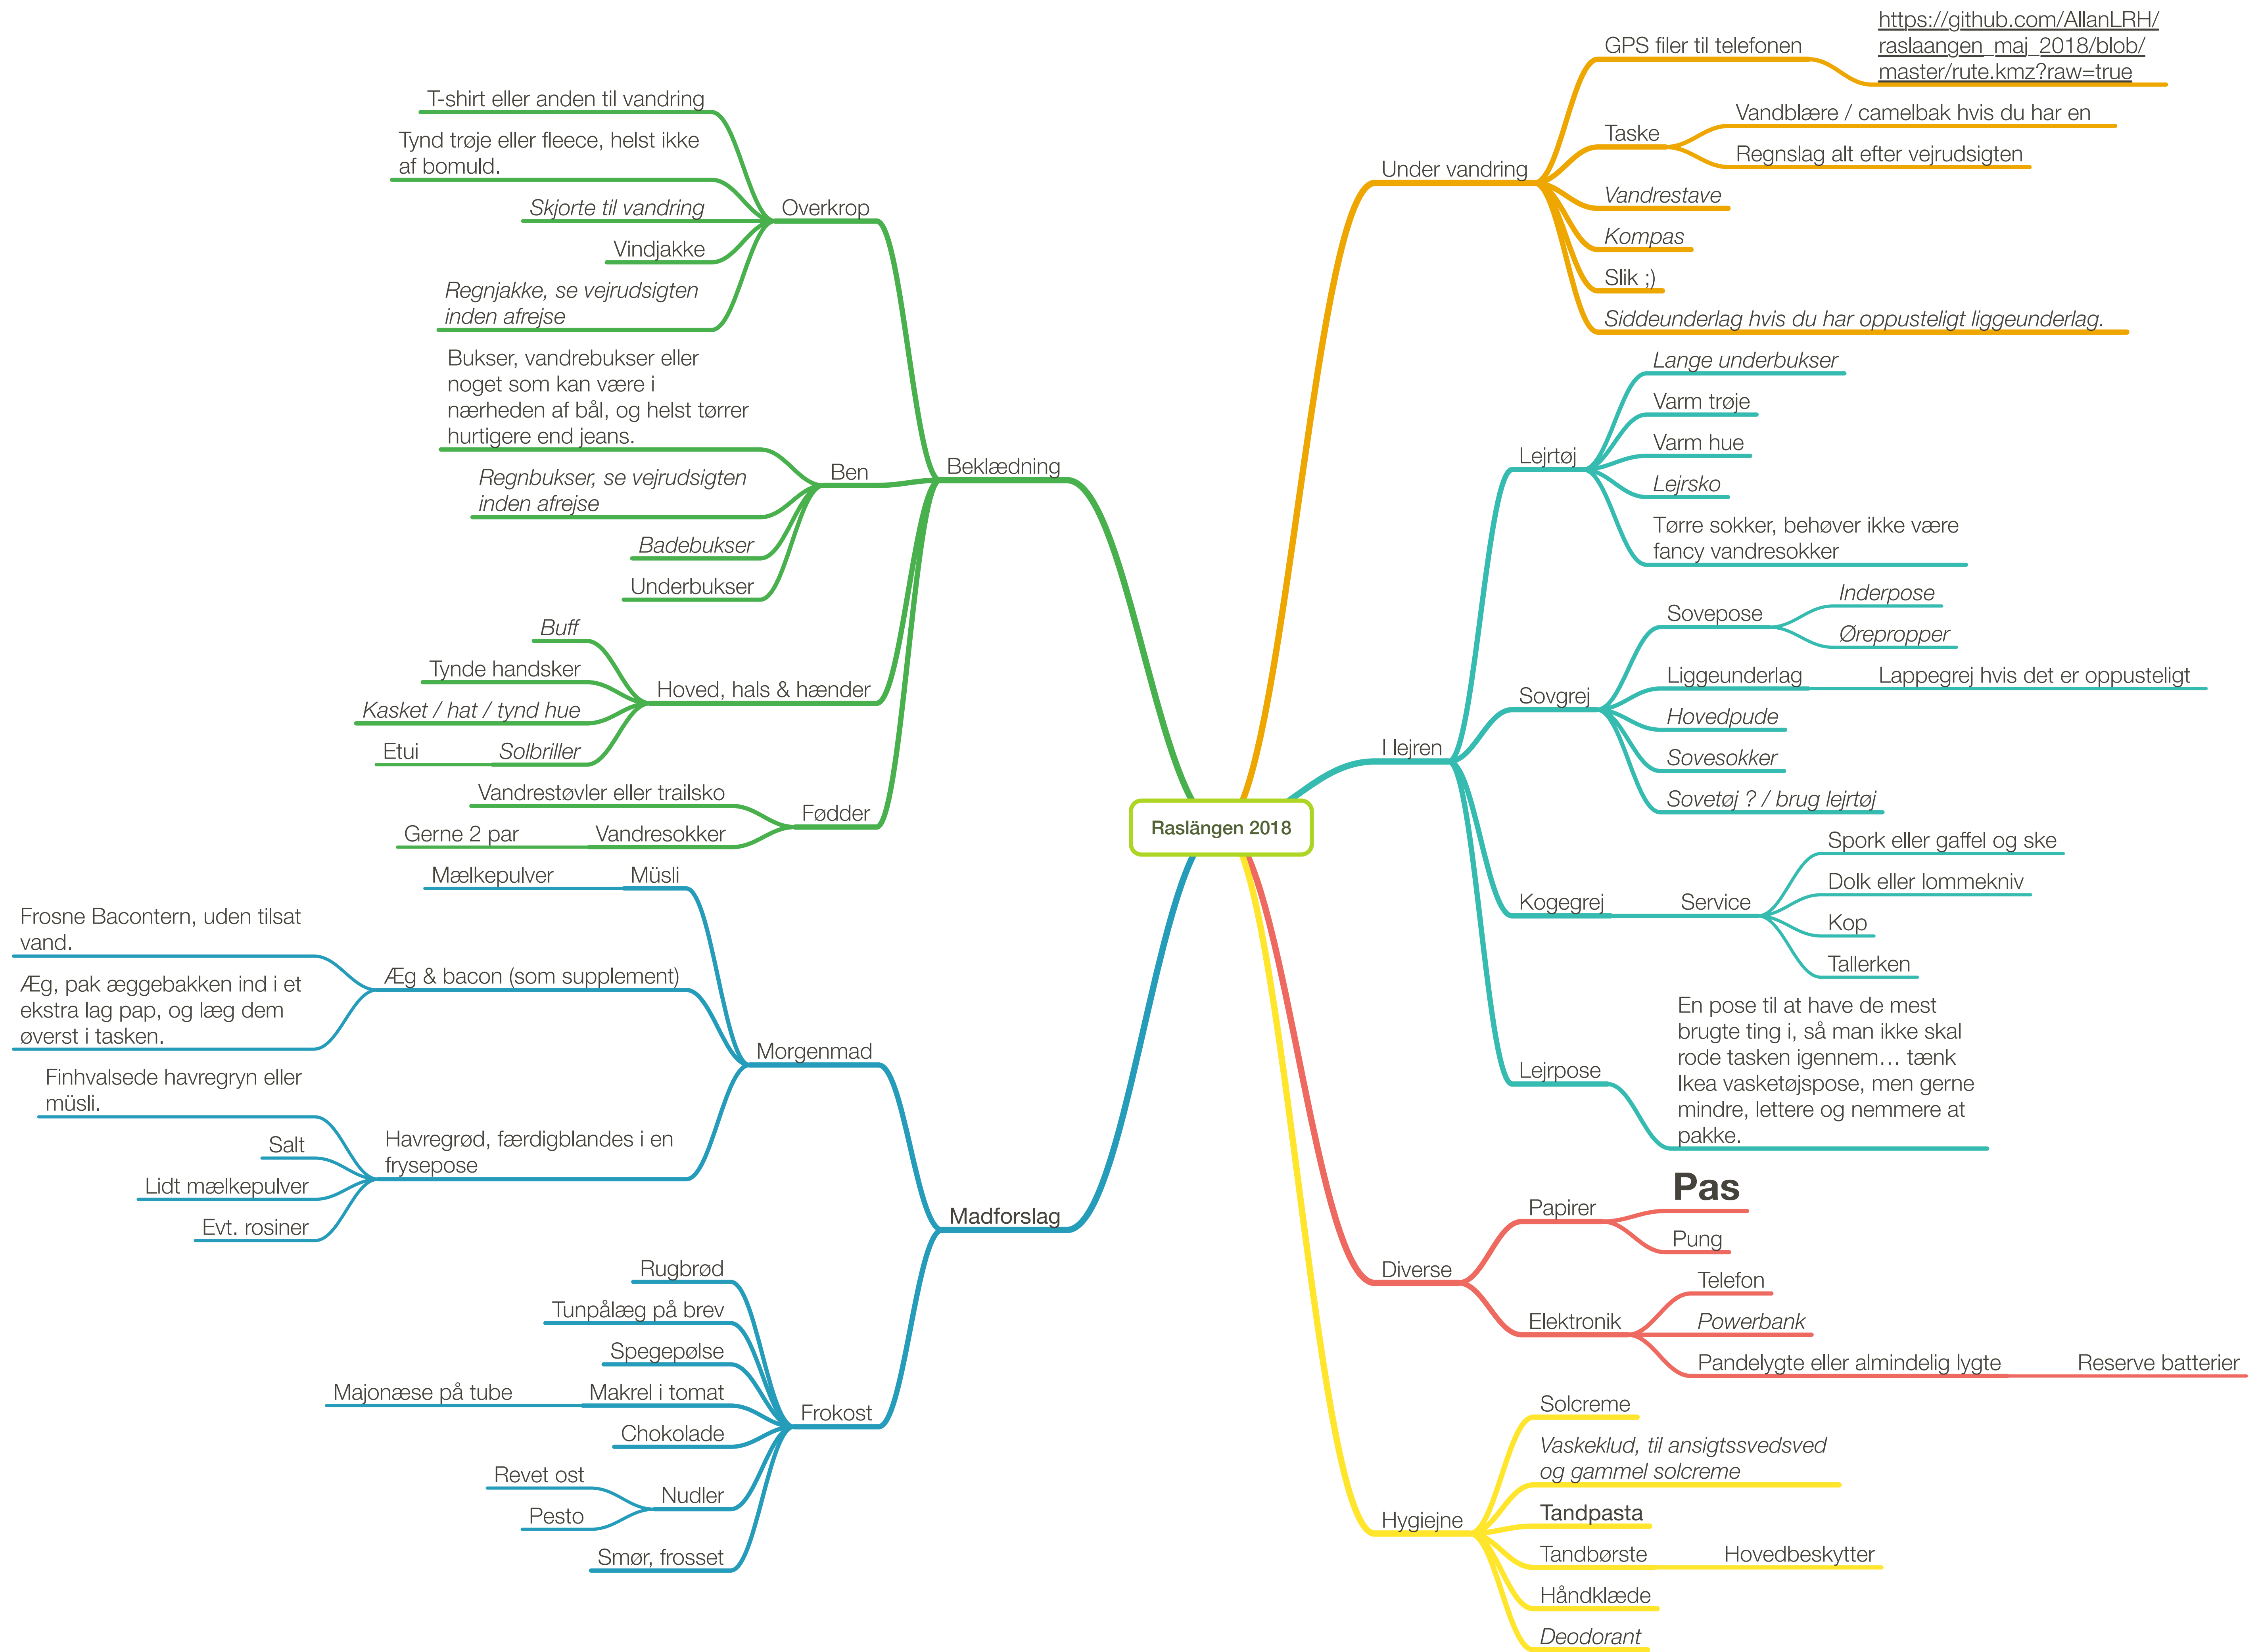 Raslängen 2018
Beklædning
Overkrop
T-shirt eller anden til vandring
Tynd trøje eller fleece, helst ikke
af bomuld.
Skjorte til vandring
Vindjakke
Regnjakke, se vejrudsigten
inden afrejse
Ben
Bukser, vandrebukser eller
noget som kan være i
nærheden af bål, og helst tørrer
hurtigere end jeans.
Regnbukser, se vejrudsigten
inden afrejse
Badebukser
Underbukser
Hoved, hals & hænder
Buff
Tynde handsker
Kasket / hat / tynd hue
Solbriller
Etui
Fødder
Vandrestøvler eller trailsko
Vandresokker
Gerne 2 par
Madforslag
Morgenmad
Müsli
Mælkepulver
Æg & bacon (som supplement)
Frosne Bacontern, uden tilsat
vand.
Æg, pak æggebakken ind i et
ekstra lag pap, og læg dem
øverst i tasken.
Havregrød, færdigblandes i en
frysepose
Finhvalsede havregryn eller
müsli.
Salt
Lidt mælkepulver
Evt. rosiner
Frokost
Rugbrød
Tunpålæg på brev
Spegepølse
Makrel i tomat
Majonæse på tube
Chokolade
Nudler
Revet ost
Pesto
Smør, frosset
Under vandring
GPS filer til telefonen
https://github.com/AllanLRH/
raslaangen_maj_2018/blob/
master/rute.kmz?raw=true
Taske
Vandblære / camelbak hvis du har en
Regnslag alt efter vejrudsigten
Vandrestave
Kompas
Slik ;)
Siddeunderlag hvis du har oppusteligt liggeunderlag.
I lejren
Lejrtøj
Lange underbukser
Varm trøje
Varm hue
Lejrsko
Tørre sokker, behøver ikke være
fancy vandresokker
Sovgrej
Sovepose
Inderpose
Ørepropper
Liggeunderlag
Lappegrej hvis det er oppusteligt
Hovedpude
Sovesokker
Sovetøj ? / brug lejrtøj
Kogegrej
Service
Spork eller gaffel og ske
Dolk eller lommekniv
Kop
Tallerken
Lejrpose
En pose til at have de mest
brugte ting i, så man ikke skal
rode tasken igennem… tænk
Ikea vasketøjspose, men gerne
mindre, lettere og nemmere at
pakke.
Diverse
Papirer
Pas
Pung
Elektronik
Telefon
Powerbank
Pandelygte eller almindelig lygte
Reserve batterier
Hygiejne
Solcreme
Vaskeklud, til ansigtssvedsved
og gammel solcreme
Tandpasta
Tandbørste
Hovedbeskytter
Håndklæde
Deodorant